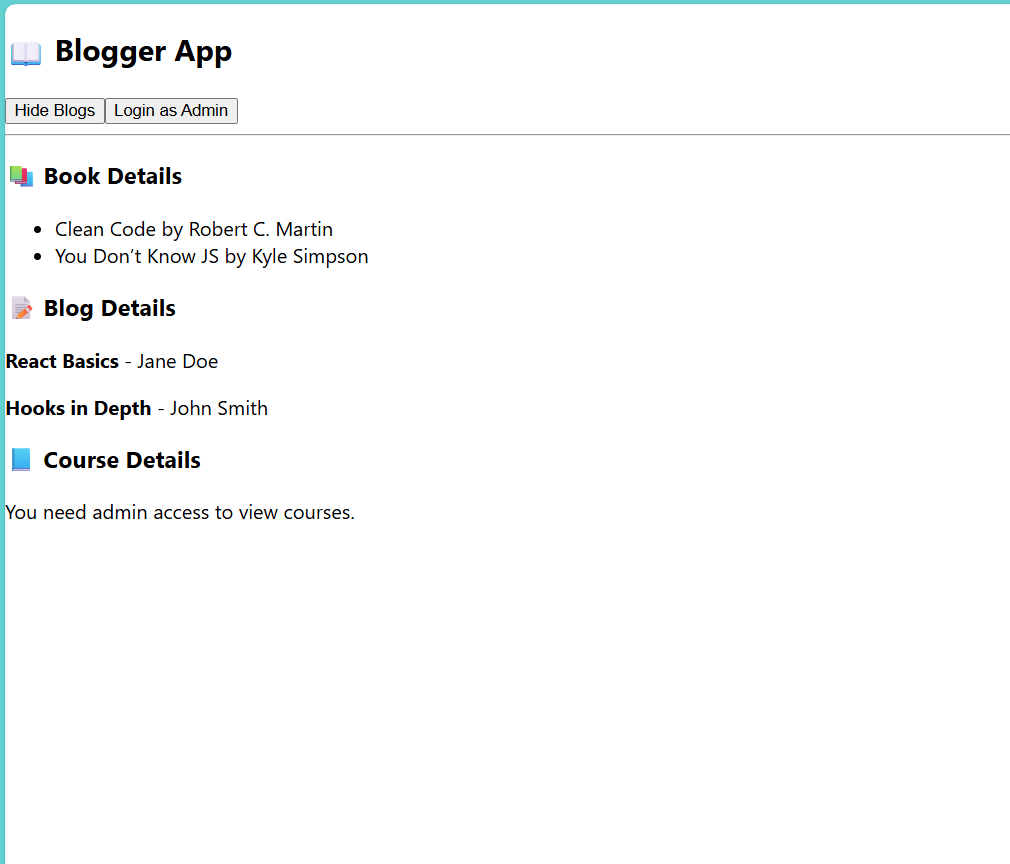 Blogger App
Hide Blogs Login as Admin
Book Details
Clean Code by Robert C. Martin
You Don’t Know JS by Kyle Simpson
Blog Details
React Basics - Jane Doe
Hooks in Depth - John Smith
Course Details
You need admin access to view courses.